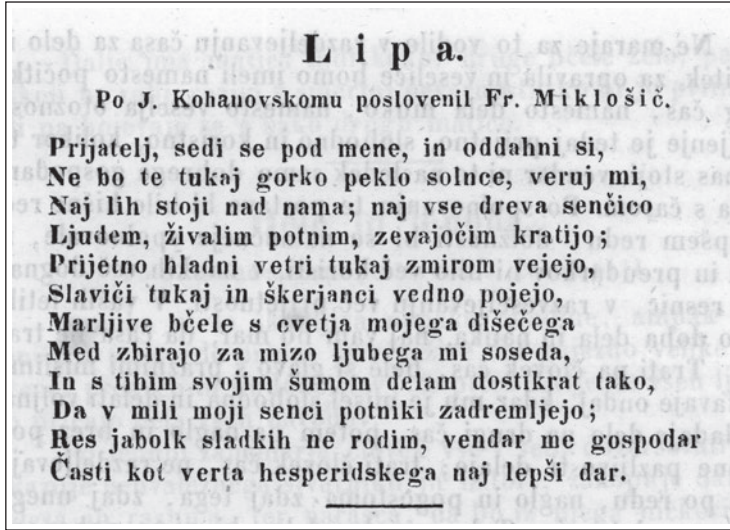 Lipa.
Po J. Kohanovskomu poslovenil Fr. Miklošič.
Prijatelj, sedi se pod mene, in oddahni si,
Ne bo te tukaj gorko peklo solnce, veruj mi,
Naj lih stoji nad nama; naj vse dreva senčico
Ljudem, živalim potnim, zevajočim kratijo;
Prijetno hladni vetri tukaj zmirom vejejo,
Slaviči tukaj in škerjanci vedno pojejo,
Marljive bčele s cvetja mojega dišečega
Med zbirajo za mizo ljubega mi soseda,
In s tihim svojim šumom delam dostikrat tako,
Da v mili moji senci potniki zadremljejo;
Res jabolk sladkih ne rodim, vendar me gospodar
Časti kot verta hesperidskega naj lepši dar.